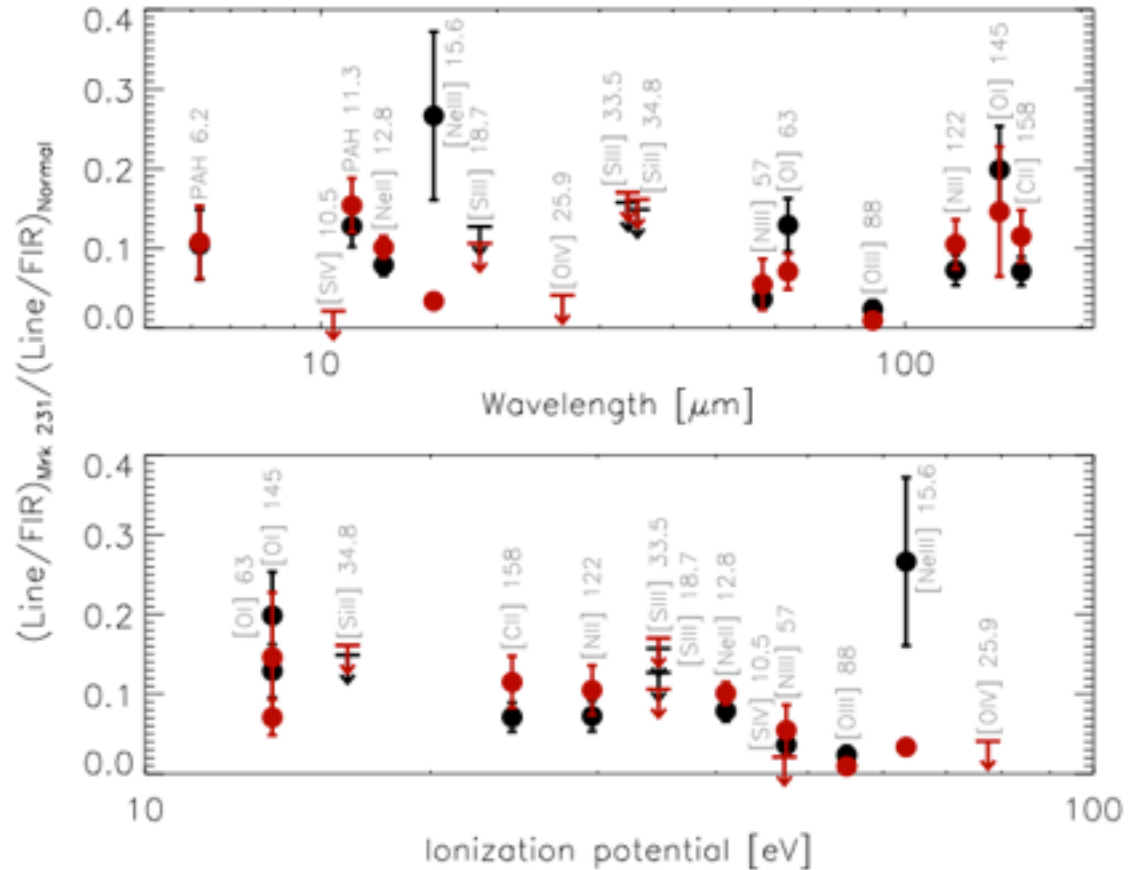 (Line/FIR)Mrk 231/(Line/FIR)Normal
0.4
0.3
0.2
0.1
0.0
PAH 6.2
[SIV] 10.5
PAH 11.3
[NeII] 12.8
[NeIII] 15.6
[SIII] 18.7
[OIV] 25.9
[SIII] 33.5
[SiII] 34.8
[NIII] 57
[OI] 63
[OIII] 88
[NII] 122
[OI] 145
[CII] 158
10
100
Wavelength [μm]
0.4
0.3
0.2
0.1
0.0
[OI] 63
[OI] 145
[SiII] 34.8
[CII] 158
[NII] 122
[SIII] 33.5
[SIII] 18.7
[NeII] 12.8
[SIV] 10.5
[NIII] 57
[OIII] 88
[NeIII] 15.6
[OIV] 25.9
10
100
Ionization potential [eV]